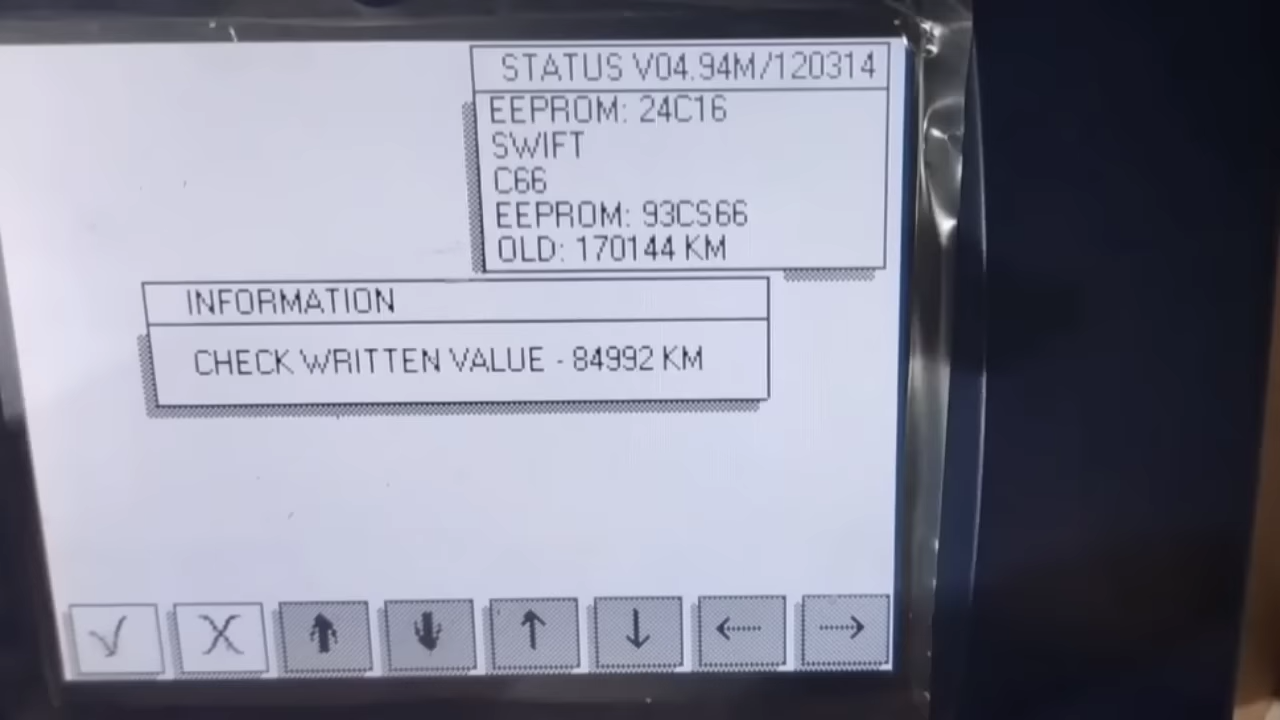 STATUS V04.94M/120314
EEPROM: 24C16
SWIFT
C66
EEPROM: 93CS66
OLD: 170144 KM
INFORMATION
CHECK WRITTEN VALUE - 84992 KM